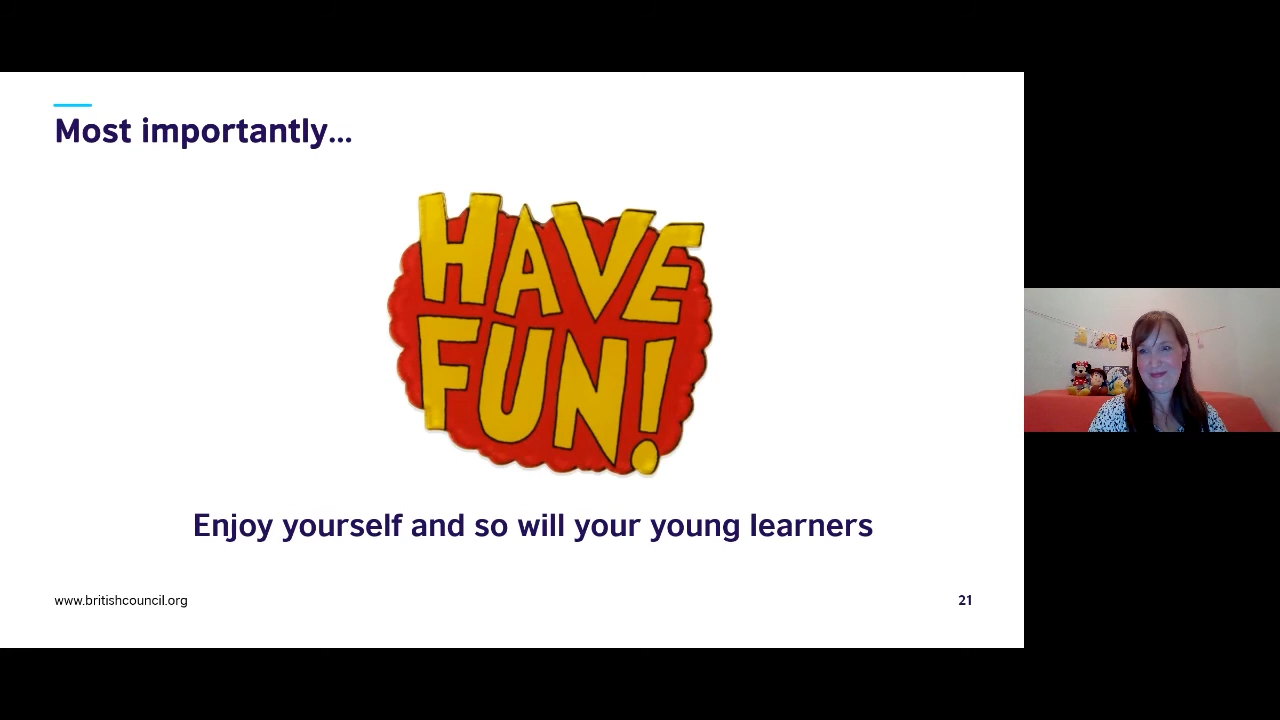 Most importantly...
HAVE
FUN!
Enjoy yourself and so will your young learners
www.britishcouncil.org
21